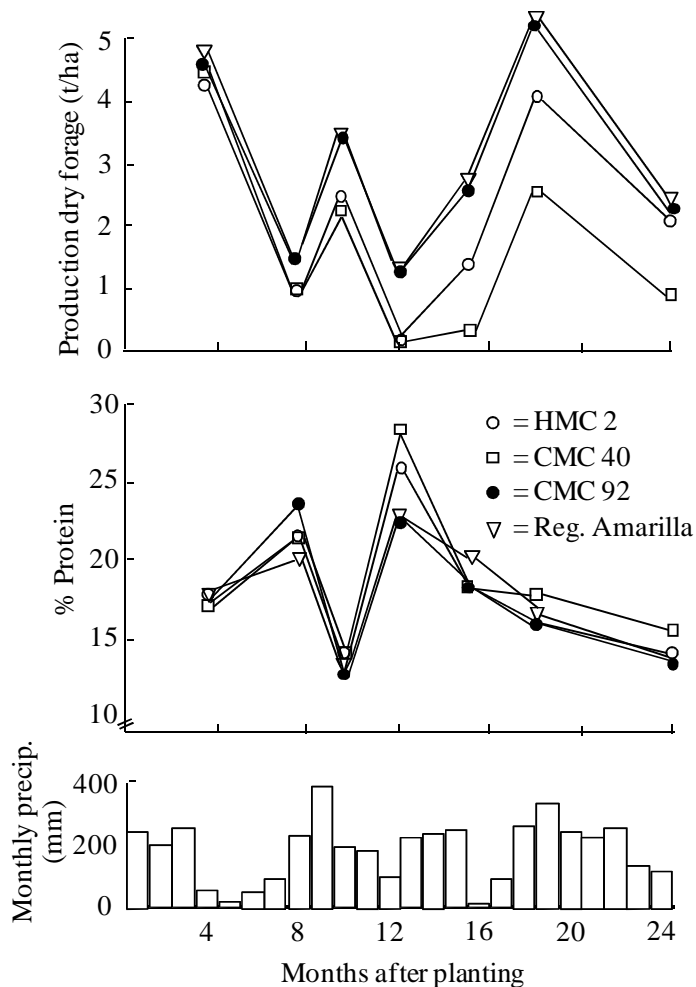 Production dry forage (t/ha)
5
4
3
2
1
0
% Protein
30
25
20
15
10
= HMC 2
= CMC 40
= CMC 92
= Reg. Amarilla
Monthly precip.
(mm)
400
200
0
4 8 12 16 20 24
Months after planting